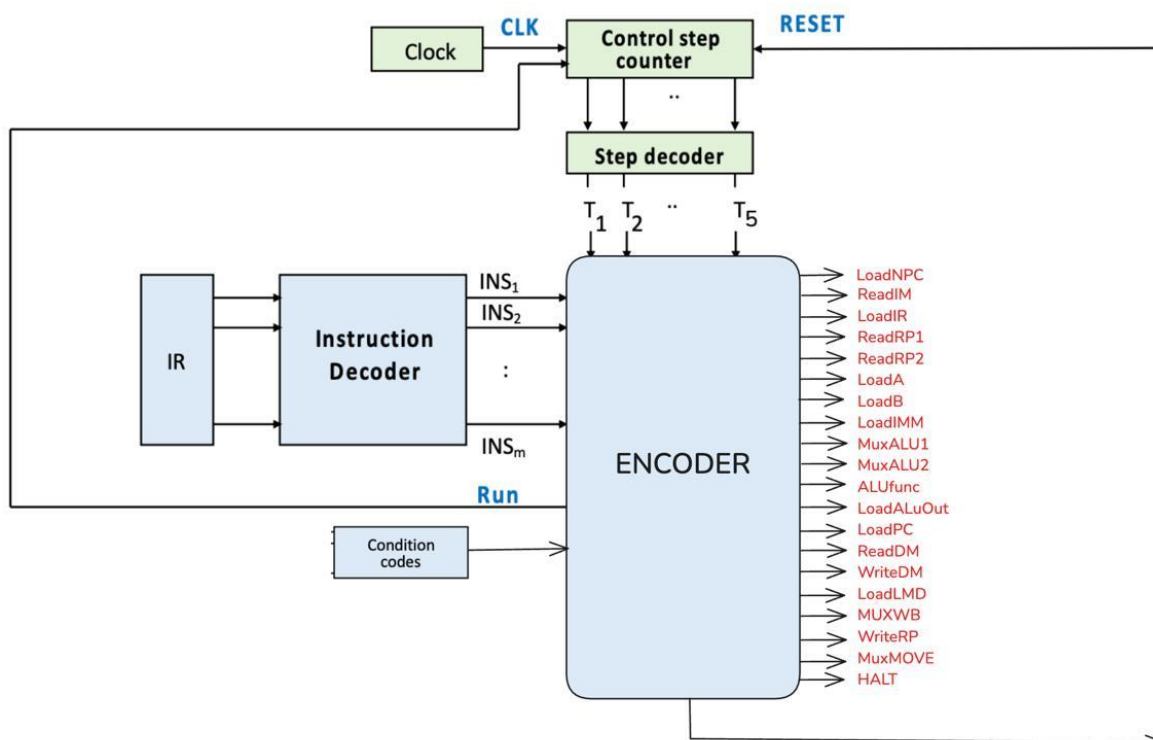 CLK
RESET
Clock
Control step
counter
..
Step decoder
T1 T2 .. T5
IR
Instruction
Decoder
INS1
INS2
:
INSm
Run
Condition
codes
ENCODER
LoadNPC
ReadIM
LoadIR
ReadRP1
ReadRP2
LoadA
LoadB
LoadIMM
MuxALU1
MuxALU2
ALUfunc
LoadALuOut
LoadPC
ReadDM
WriteDM
LoadLMD
MUXWB
WriteRP
MuxMOVE
HALT